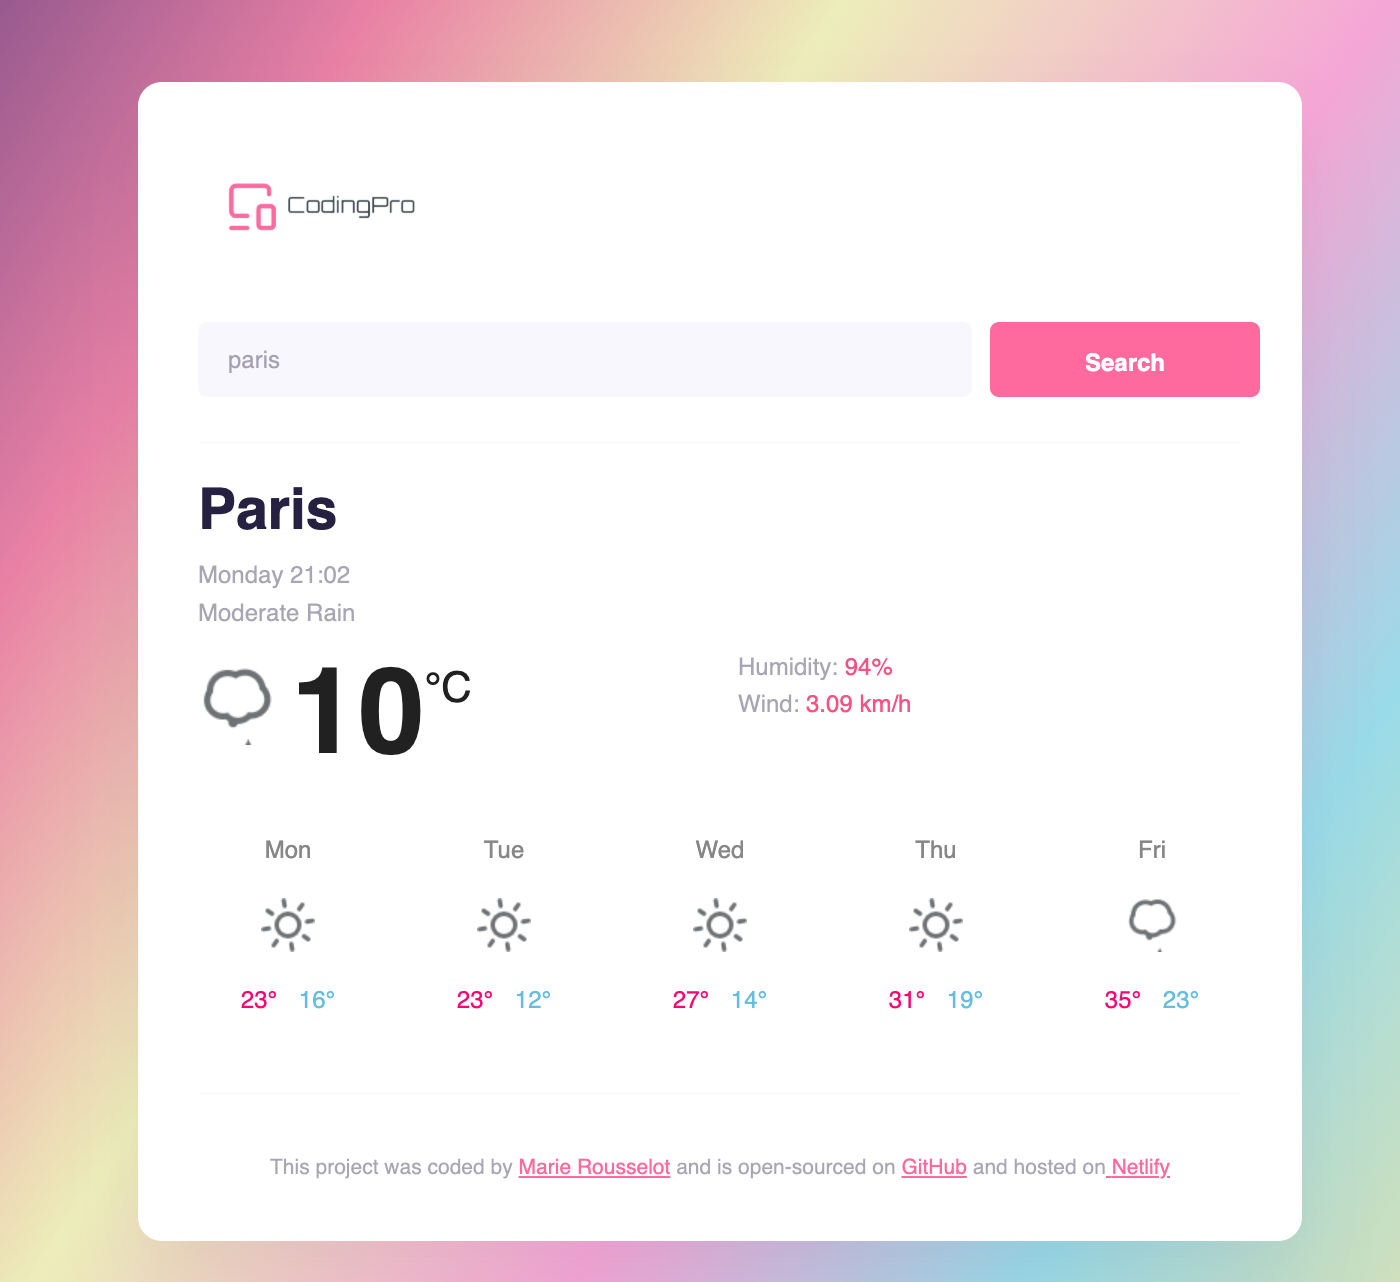 CodingPro
paris
Search
Paris
Monday 21:02
Moderate Rain
10
°C
Humidity: 94%
Wind: 3.09 km/h
Mon Tue Wed Thu Fri
23° 16° 23° 12° 27° 14° 31° 19° 35° 23°
This project was coded by Marie Rousselot and is open-sourced on GitHub and hosted on Netlify